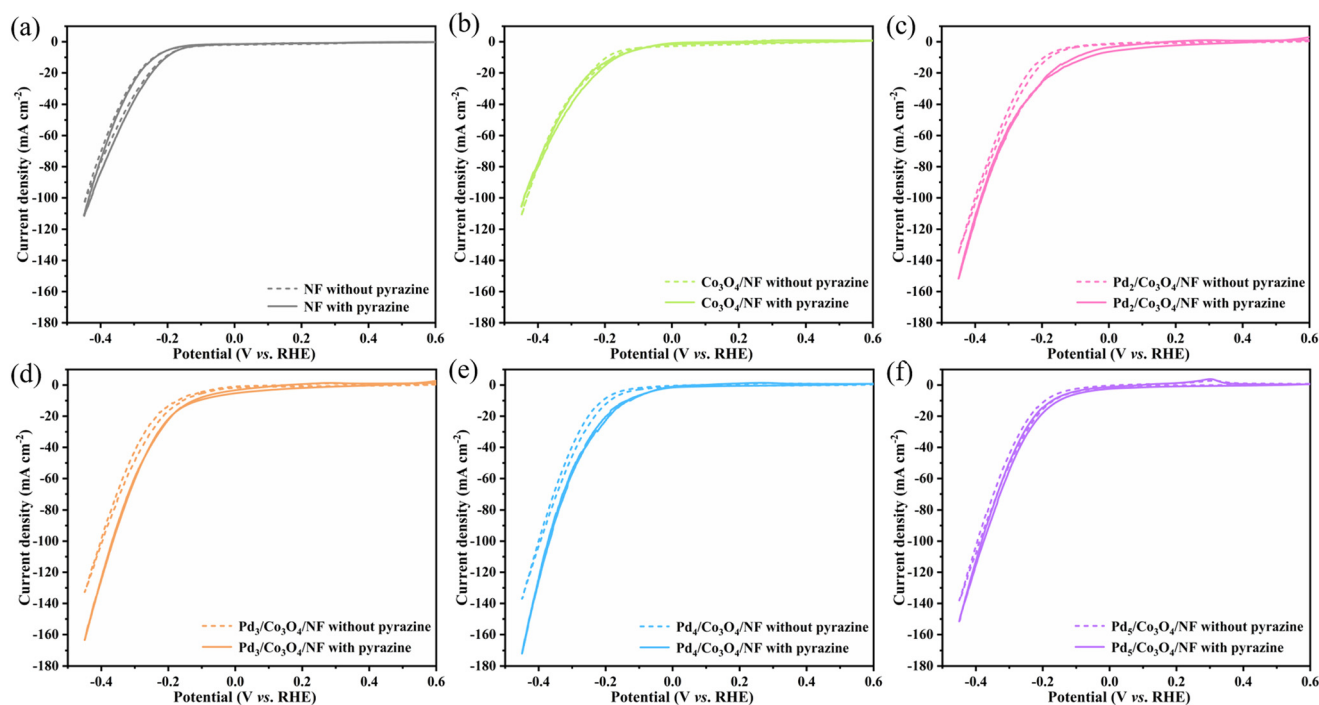 (a)
0
-20
-40
-60
-80
-100
-120
-140
-160
-180
Current density (mA cm⁻²)
NF without pyrazine
NF with pyrazine
-0.4 -0.2 0.0 0.2 0.4 0.6
Potential (V vs. RHE)
(b)
0
-20
-40
-60
-80
-100
-120
-140
-160
-180
Current density (mA cm⁻²)
Co₃O₄/NF without pyrazine
Co₃O₄/NF with pyrazine
-0.4 -0.2 0.0 0.2 0.4 0.6
Potential (V vs. RHE)
(c)
0
-20
-40
-60
-80
-100
-120
-140
-160
-180
Current density (mA cm⁻²)
Pd₂/Co₃O₄/NF without pyrazine
Pd₂/Co₃O₄/NF with pyrazine
-0.4 -0.2 0.0 0.2 0.4 0.6
Potential (V vs. RHE)
(d)
0
-20
-40
-60
-80
-100
-120
-140
-160
-180
Current density (mA cm⁻²)
Pd₃/Co₃O₄/NF without pyrazine
Pd₃/Co₃O₄/NF with pyrazine
-0.4 -0.2 0.0 0.2 0.4 0.6
Potential (V vs. RHE)
(e)
0
-20
-40
-60
-80
-100
-120
-140
-160
-180
Current density (mA cm⁻²)
Pd₄/Co₃O₄/NF without pyrazine
Pd₄/Co₃O₄/NF with pyrazine
-0.4 -0.2 0.0 0.2 0.4 0.6
Potential (V vs. RHE)
(f)
0
-20
-40
-60
-80
-100
-120
-140
-160
-180
Current density (mA cm⁻²)
Pd₅/Co₃O₄/NF without pyrazine
Pd₅/Co₃O₄/NF with pyrazine
-0.4 -0.2 0.0 0.2 0.4 0.6
Potential (V vs. RHE)